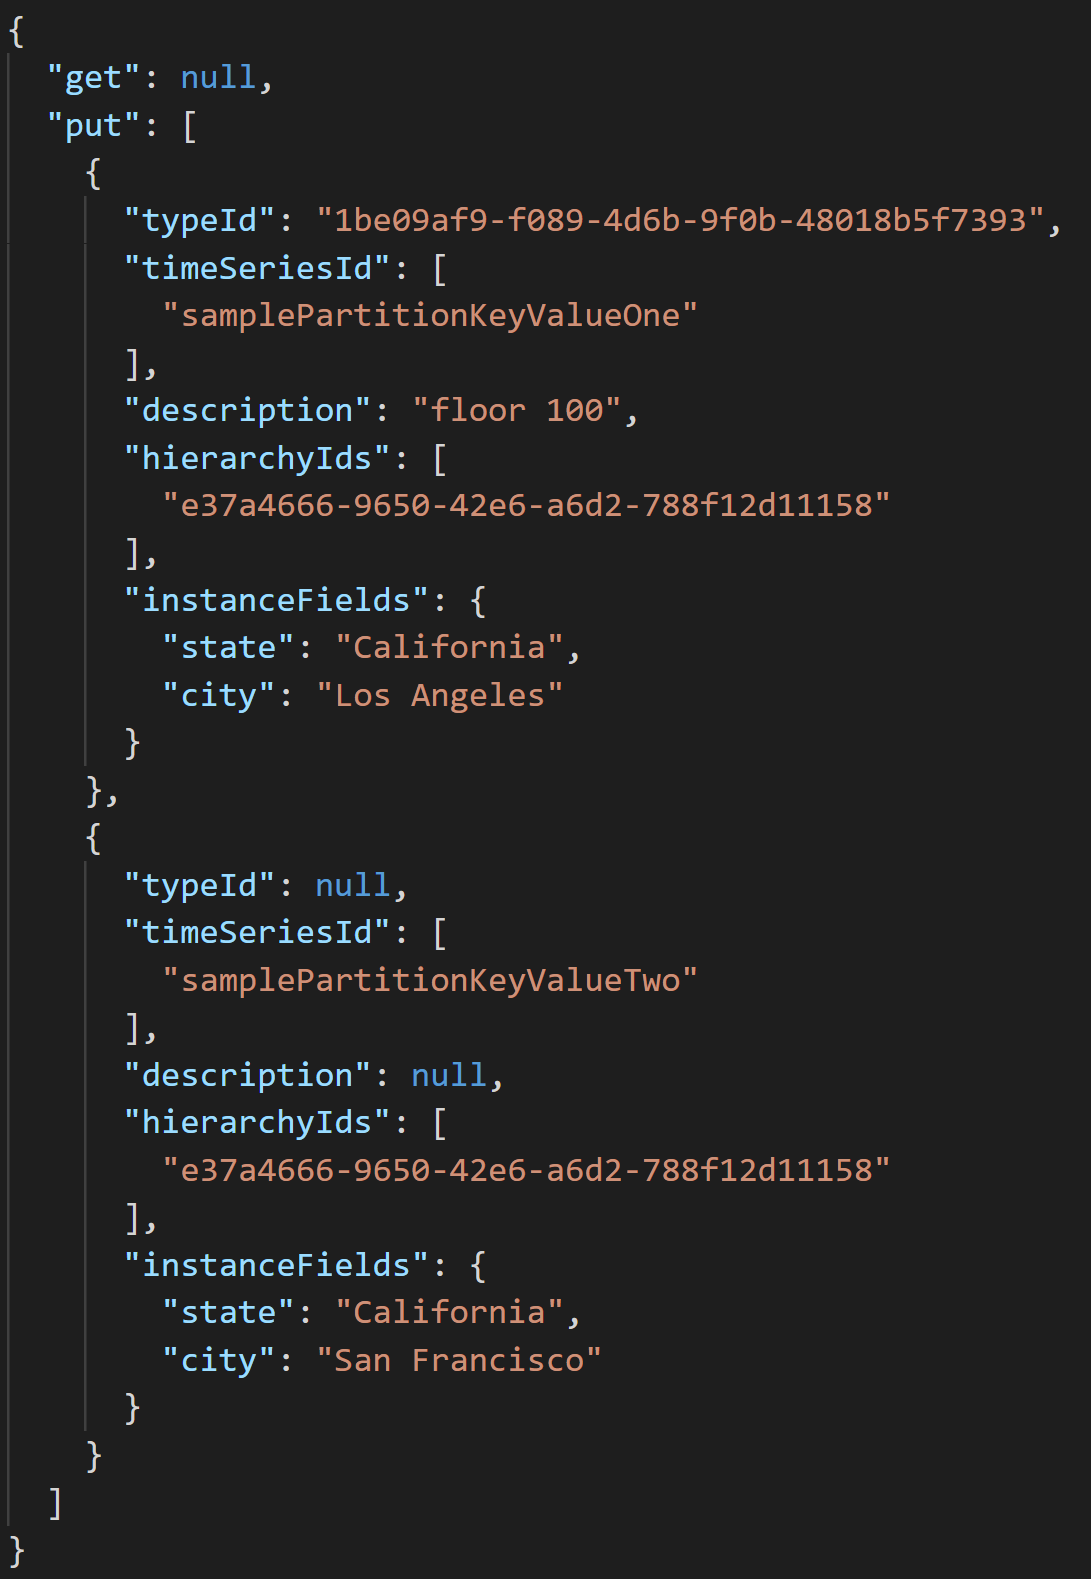 {
  "get": null,
  "put": [
    {
      "typeId": "1be09af9-f089-4d6b-9f0b-48018b5f7393",
      "timeSeriesId": [
        "samplePartitionKeyValueOne"
      ],
      "description": "floor 100",
      "hierarchyIds": [
        "e37a4666-9650-42e6-a6d2-788f12d11158"
      ],
      "instanceFields": {
        "state": "California",
        "city": "Los Angeles"
      }
    },
    {
      "typeId": null,
      "timeSeriesId": [
        "samplePartitionKeyValueTwo"
      ],
      "description": null,
      "hierarchyIds": [
        "e37a4666-9650-42e6-a6d2-788f12d11158"
      ],
      "instanceFields": {
        "state": "California",
        "city": "San Francisco"
      }
    }
  ]
}